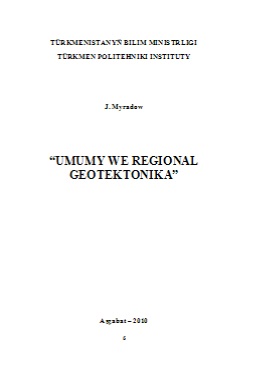 TÜRKMENISTANYŇ BILIM MINISTRLIGI
TÜRKMEN POLITEHNIKI INSTITUTY
J. Myradow
“UMUMY WE REGIONAL
GEOTEKTONIKA”
Aşgabat – 2010